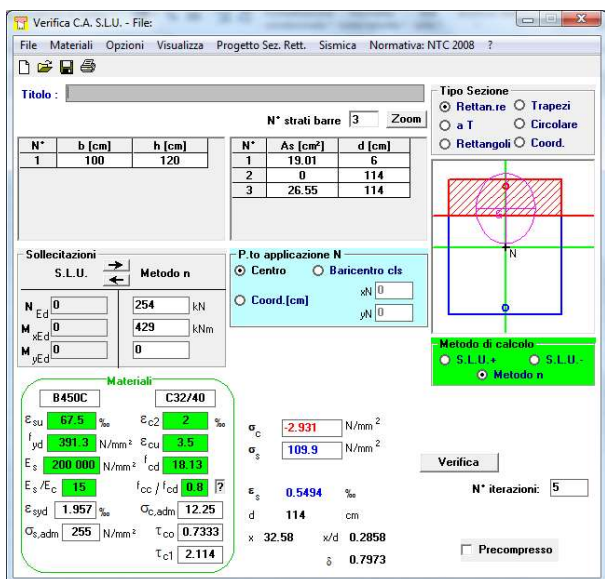 Verifica C.A. S.L.U. - File:
File Materiali Opzioni Visualizza Progetto Sez. Rett. Sismica Normativa: NTC 2008 ?
Titolo :
N° strati barre 3 Zoom
Tipo Sezione
Rettan.re Trapezi
a T Circolare
Rettangoli Coord.
N° b [cm] h [cm]
1 100 120
N° As [cm²] d [cm]
1 19.01 6
2 0 114
3 26.55 114
Sollecitazioni
S.L.U. Metodo n
N Ed 0 254 kN
M xEd 0 429 kNm
M yEd 0 0
P.to applicazione N
Centro Baricentro cls
Coord.[cm] xN 0
yN 0
N
Metodo di calcolo
S.L.U.+ S.L.U.-
Metodo n
Materiali
B450C C32/40
εsu 67.5 ‰ εc2 2 ‰
fyd 391.3 N/mm² εcu 3.5
Es 200 000 N/mm² fcd 18.13
Es/Ec 15 fcc / fcd 0.8 ?
εsyd 1.957 ‰ σc,adm 12.25
σs,adm 255 N/mm² τco 0.7333
τc1 2.114
σc -2.931 N/mm²
σs 109.9 N/mm²
εs 0.5494 ‰
d 114 cm
x 32.58 x/d 0.2858
δ 0.7973
Verifica
N° iterazioni: 5
Precompresso